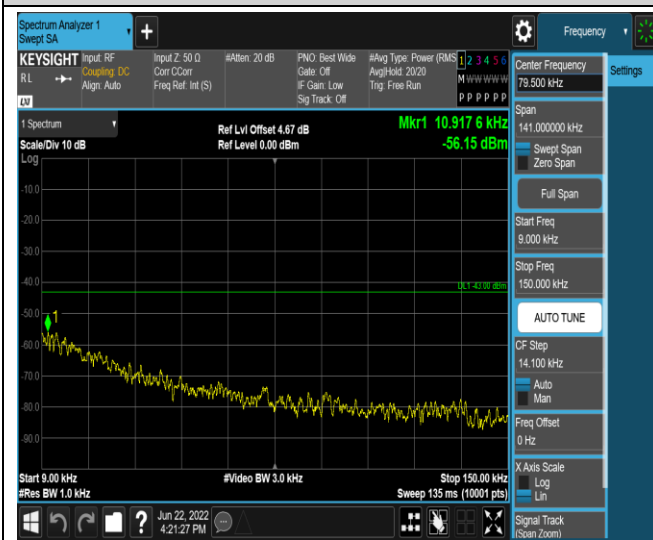 Spectrum Analyzer 1
Swept SA
Frequency
KEYSIGHT
RL
LXI
Input: RF
Coupling: DC
Align: Auto
Input Z: 50 Ω
Corr CCorr
Freq Ref: Int (S)
#Atten: 20 dB
PNO: Best Wide
Gate: Off
IF Gain: Low
Sig Track: Off
#Avg Type: Power (RMS
Avg|Hold: 20/20
Trig: Free Run
1 2 3 4 5 6
M W W W W W
P P P P P P
1 Spectrum
Scale/Div 10 dB
Log
Ref Lvl Offset 4.67 dB
Ref Level 0.00 dBm
Mkr1 10.917 6 kHz
-56.15 dBm
-10.0
-20.0
-30.0
-40.0
DL1 -43.00 dBm
-50.0
1
-60.0
-70.0
-80.0
-90.0
Start 9.00 kHz
#Res BW 1.0 kHz
#Video BW 3.0 kHz
Stop 150.00 kHz
Sweep 135 ms (10001 pts)
Jun 22, 2022
4:21:27 PM
?
Center Frequency
79.500 kHz
Settings
Span
141.000000 kHz
Swept Span
Zero Span
Full Span
Start Freq
9.000 kHz
Stop Freq
150.000 kHz
AUTO TUNE
CF Step
14.100 kHz
Auto
Man
Freq Offset
0 Hz
X Axis Scale
Log
Lin
Signal Track
(Span Zoom)